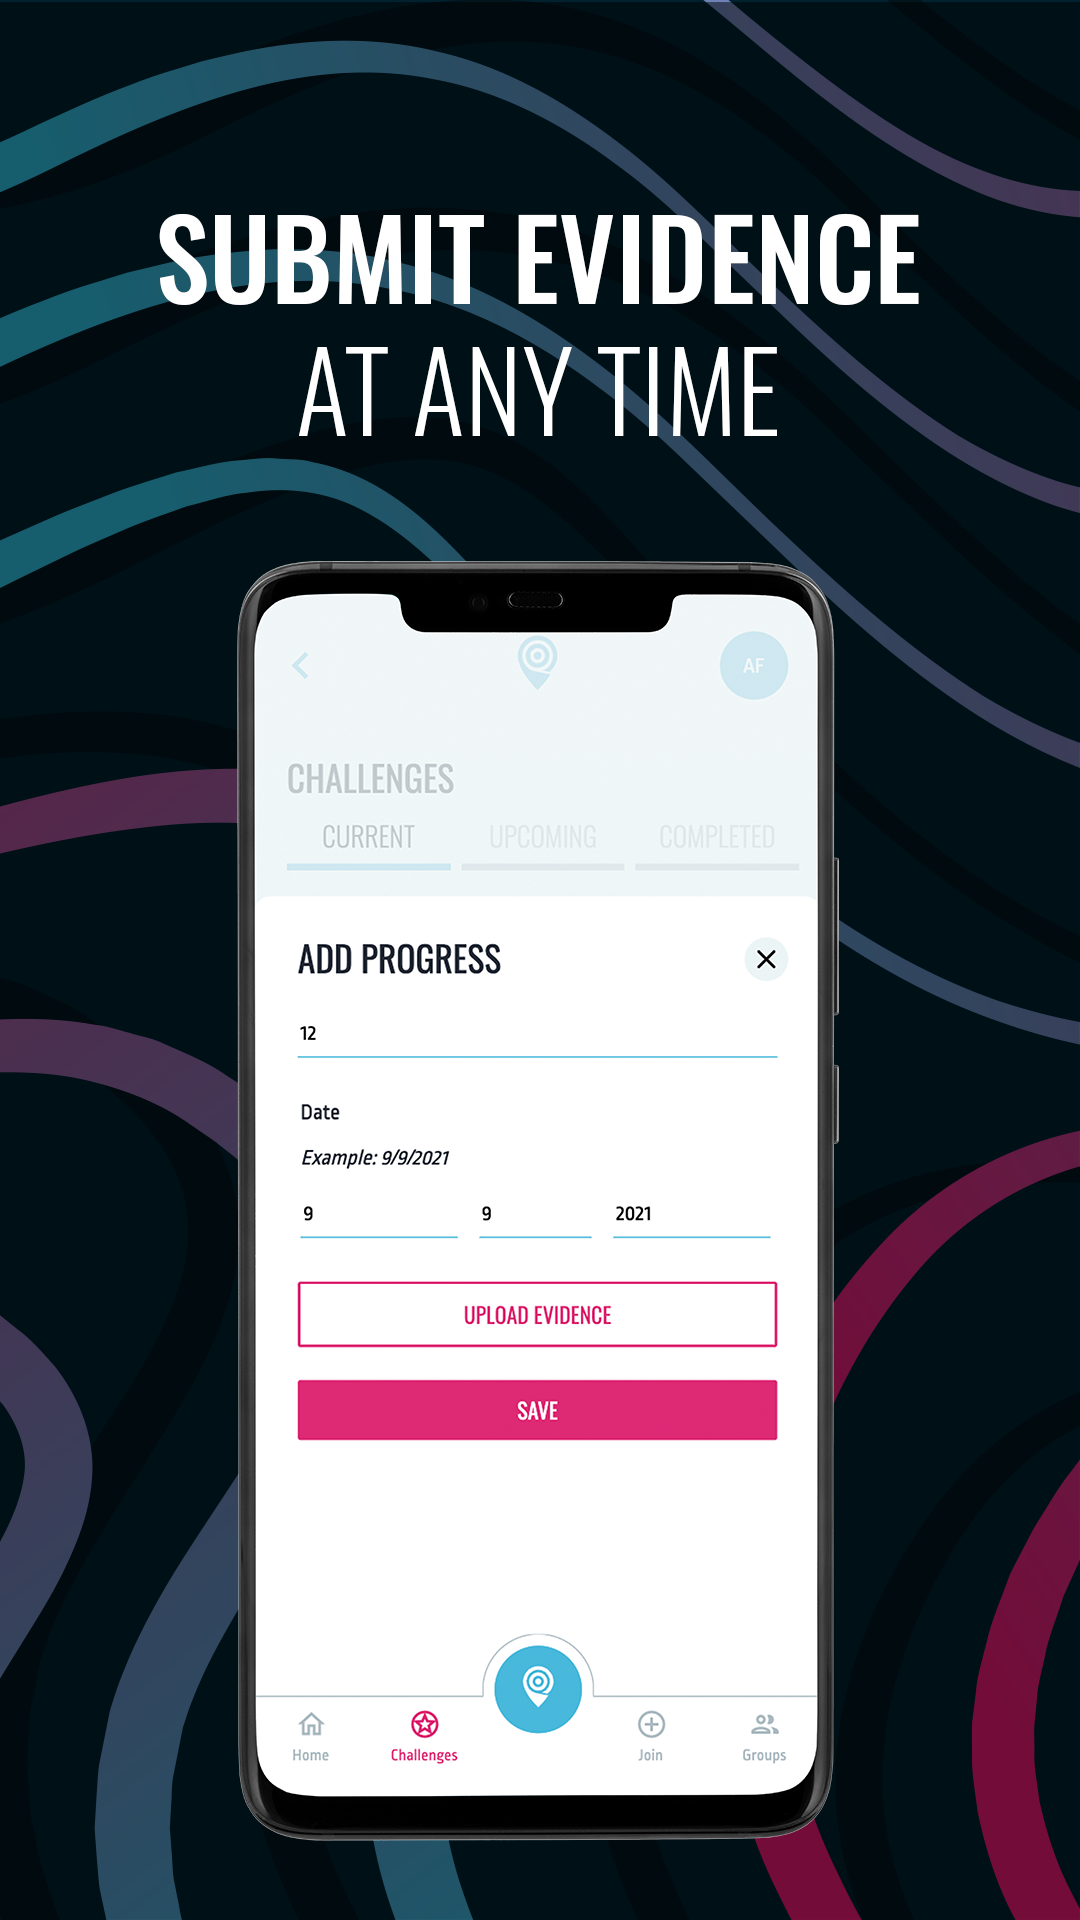 SUBMIT EVIDENCE
AT ANY TIME
AF
CHALLENGES
CURRENT UPCOMING COMPLETED
ADD PROGRESS
12
Date
Example: 9/9/2021
9 9 2021
UPLOAD EVIDENCE
SAVE
Home Challenges Join Groups